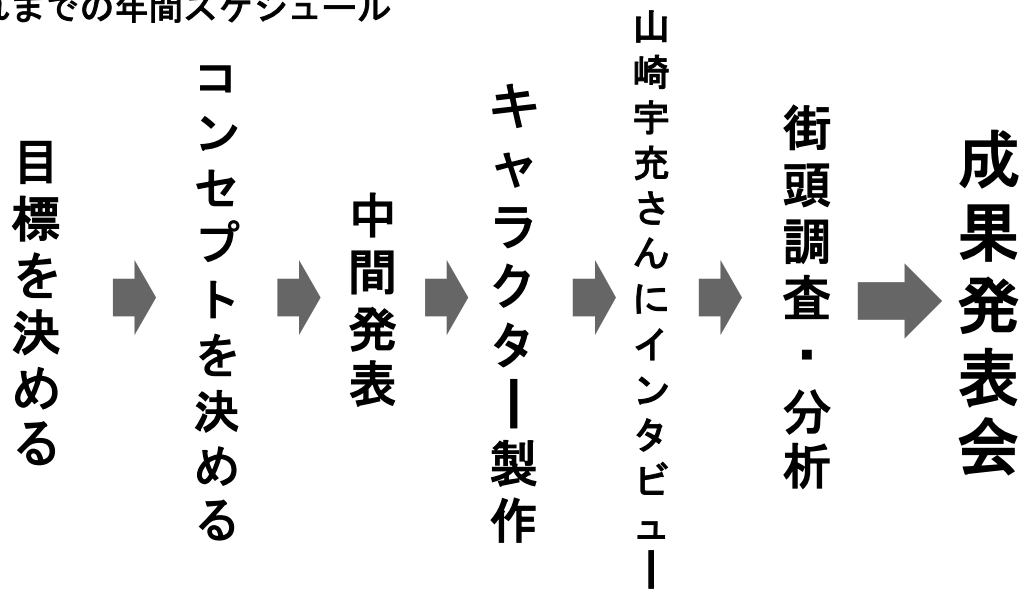 れまでの年間スケジュール
目標を決める
コンセプトを決める
中間発表
キャラクター製作
山崎宇充さんにインタビュー
街頭調査・分析
成果発表会